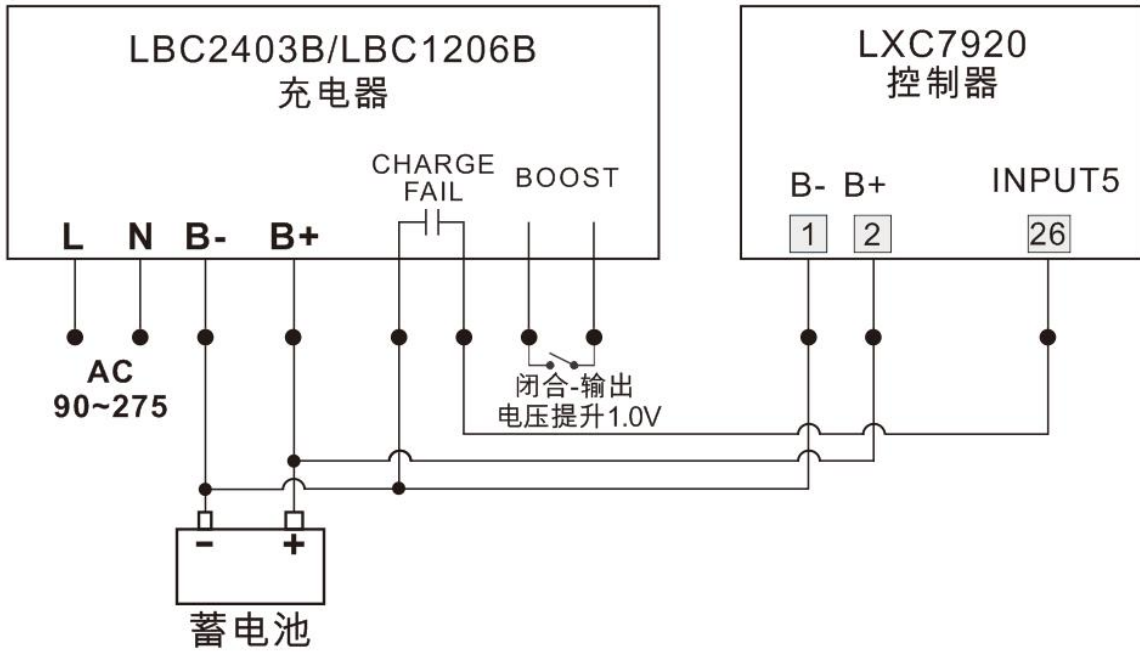 LBC2403B/LBC1206B
充电器
CHARGE
FAIL
BOOST
L
N
B-
B+
AC
90~275
闭合-输出
电压提升1.0V
-
+
蓄电池
LXC7920
控制器
B-
B+
INPUT5
1
2
26